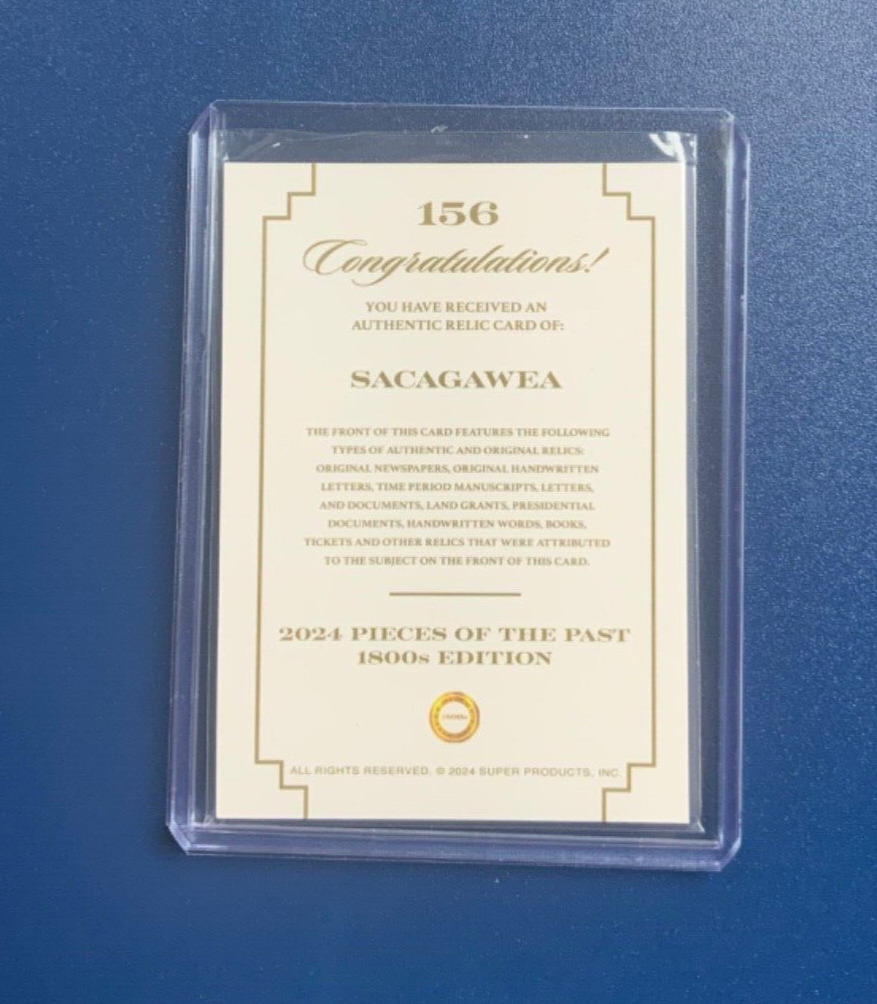 156
Congratulations!
YOU HAVE RECEIVED AN
AUTHENTIC RELIC CARD OF:
SACAGAWEA
THE FRONT OF THIS CARD FEATURES THE FOLLOWING
TYPES OF AUTHENTIC AND ORIGINAL RELICS:
ORIGINAL NEWSPAPERS, ORIGINAL HANDWRITTEN
LETTERS, TIME PERIOD MANUSCRIPTS, LETTERS,
AND DOCUMENTS, LAND GRANTS, PRESIDENTIAL
DOCUMENTS, HANDWRITTEN WORDS, BOOKS,
TICKETS AND OTHER RELICS THAT WERE ATTRIBUTED
TO THE SUBJECT ON THE FRONT OF THIS CARD.
2024 PIECES OF THE PAST
1800s EDITION
ALL RIGHTS RESERVED. © 2024 SUPER PRODUCTS, INC.